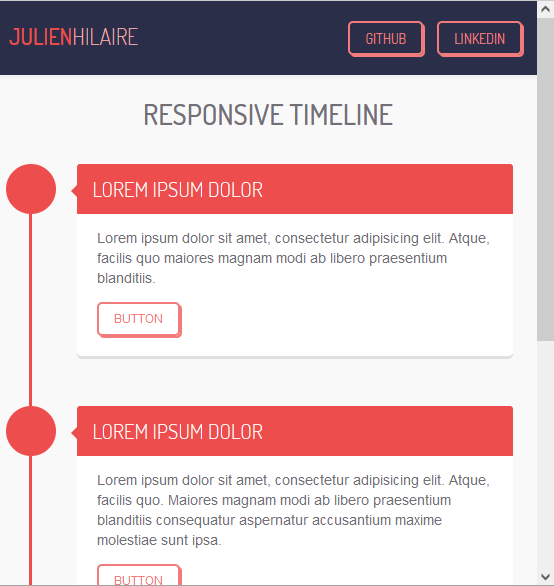 JULIENHILAIRE
GITHUB
LINKEDIN
RESPONSIVE TIMELINE
LOREM IPSUM DOLOR
Lorem ipsum dolor sit amet, consectetur adipisicing elit. Atque,
facilis quo maiores magnam modi ab libero praesentium
blanditiis.
BUTTON
LOREM IPSUM DOLOR
Lorem ipsum dolor sit amet, consectetur adipisicing elit. Atque,
facilis quo. Maiores magnam modi ab libero praesentium
blanditiis consequatur aspernatur accusantium maxime
molestiae sunt ipsa.
BUTTON